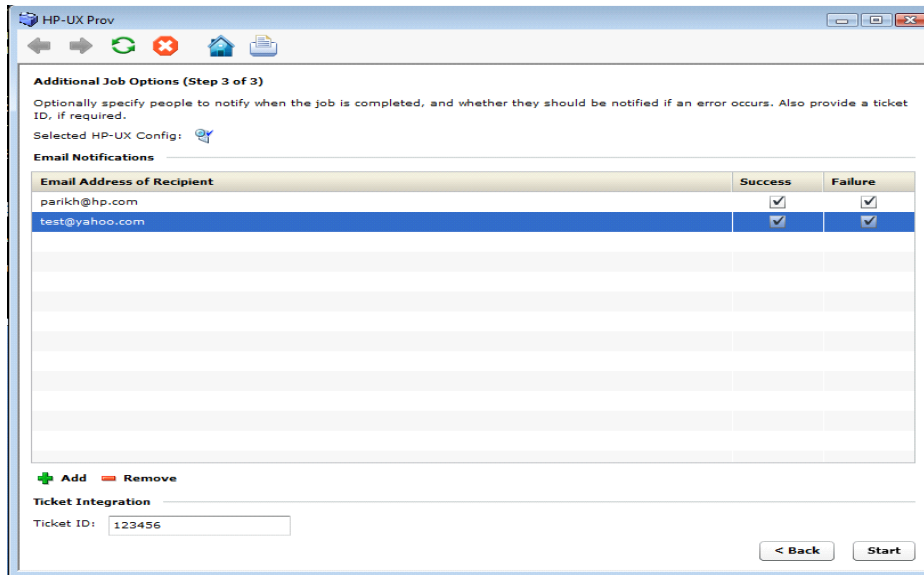 HP-UX Prov
Additional Job Options (Step 3 of 3)
Optionally specify people to notify when the job is completed, and whether they should be notified if an error occurs. Also provide a ticket
ID, if required.
Selected HP-UX Config:
Email Notifications
Email Address of Recipient Success Failure
parikh@hp.com
test@yahoo.com
Add Remove
Ticket Integration
Ticket ID: 123456
< Back Start